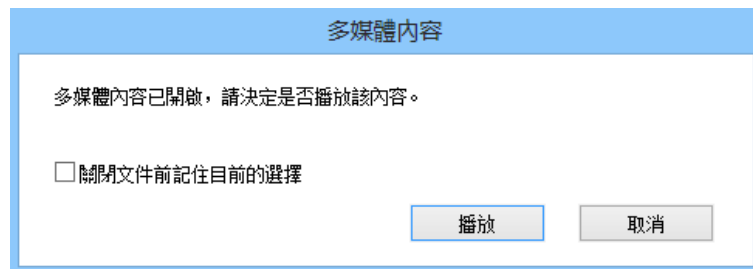 多媒體內容
多媒體內容已開啟，請決定是否播放該內容。
關閉文件前記住目前的選擇
播放 取消